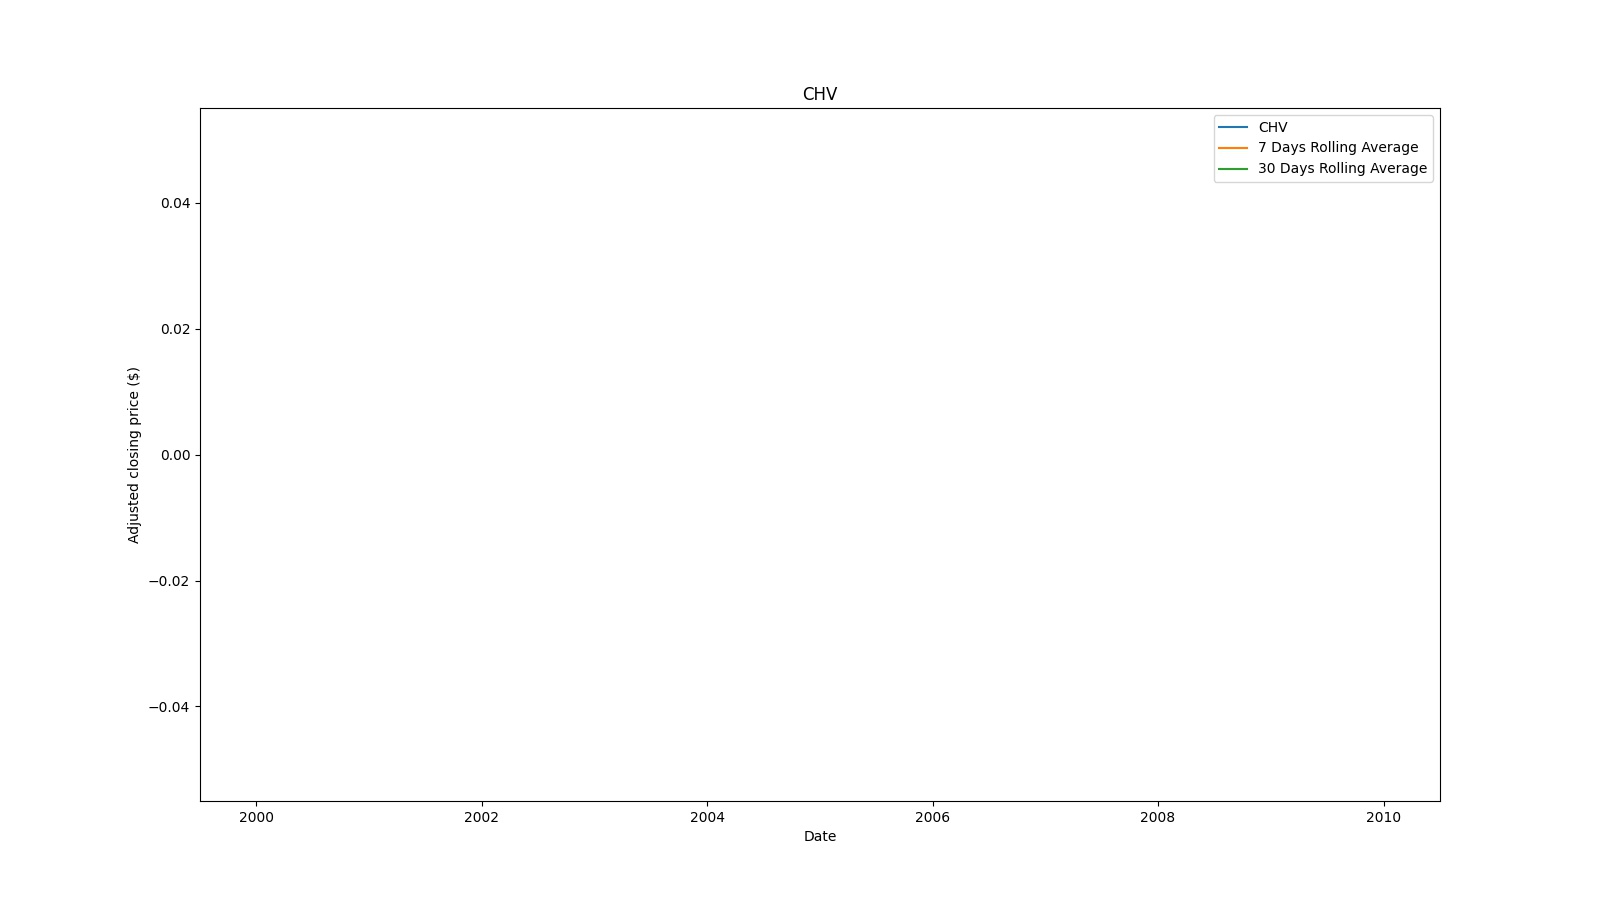 CHV
CHV
7 Days Rolling Average
30 Days Rolling Average
0.04
0.02
0.00
−0.02
−0.04
Adjusted closing price ($)
2000 2002 2004 2006 2008 2010
Date